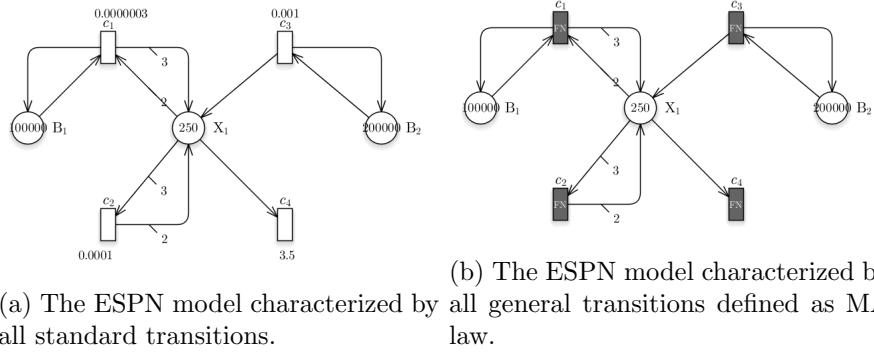 0.0000003
0.001
c1
c3
3
2
100000 B1
250 X1
200000 B2
3
c2
c4
2
0.0001
3.5
(a) The ESPN model characterized by
all standard transitions.
c1
c3
FN
FN
3
2
100000 B1
250 X1
200000 B2
3
c2
c4
FN
FN
2
(b) The ESPN model characterized b
all general transitions defined as MA
law.